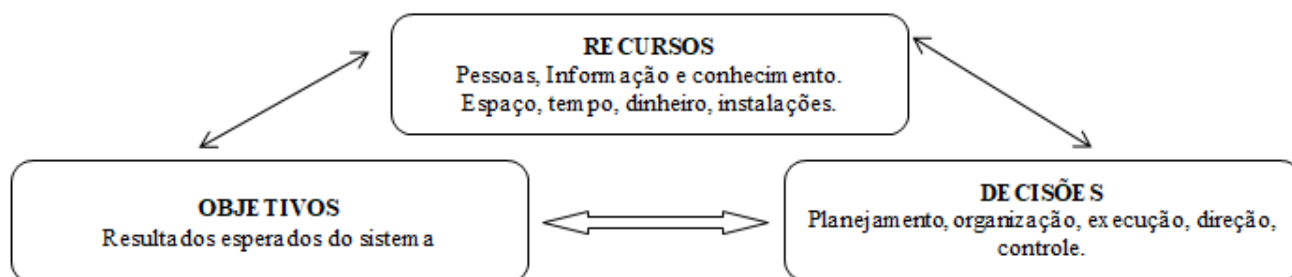 RECURSOS
Pessoas, Informação e conhecimento.
Espaço, tempo, dinheiro, instalações.
OBJETIVOS
Resultados esperados do sistema
DECISÕES
Planejamento, organização, execução, direção,
controle.